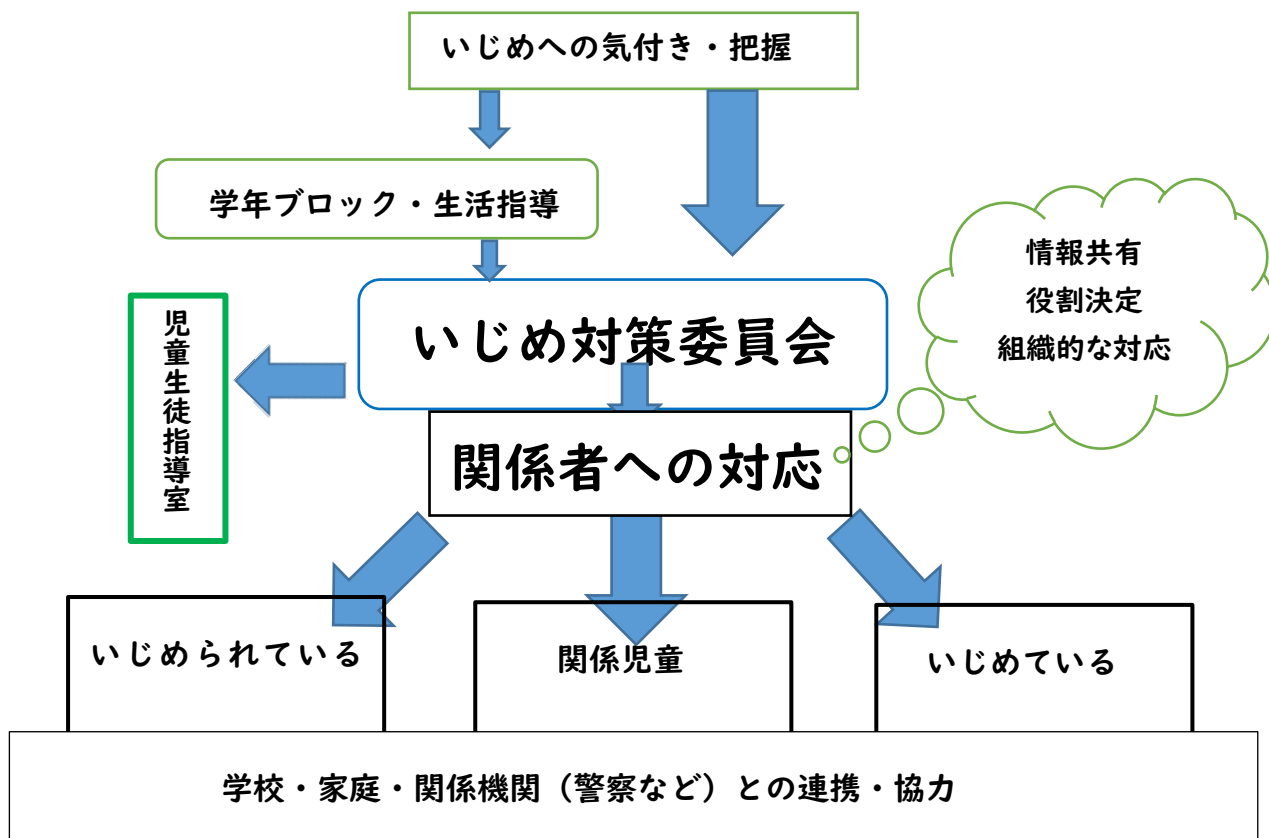 いじめへの気付き・把握
学年ブロック・生活指導
情報共有
役割決定
組織的な対応
児童生徒指導室
いじめ対策委員会
関係者への対応
いじめられている
関係児童
いじめている
学校・家庭・関係機関（警察など）との連携・協力